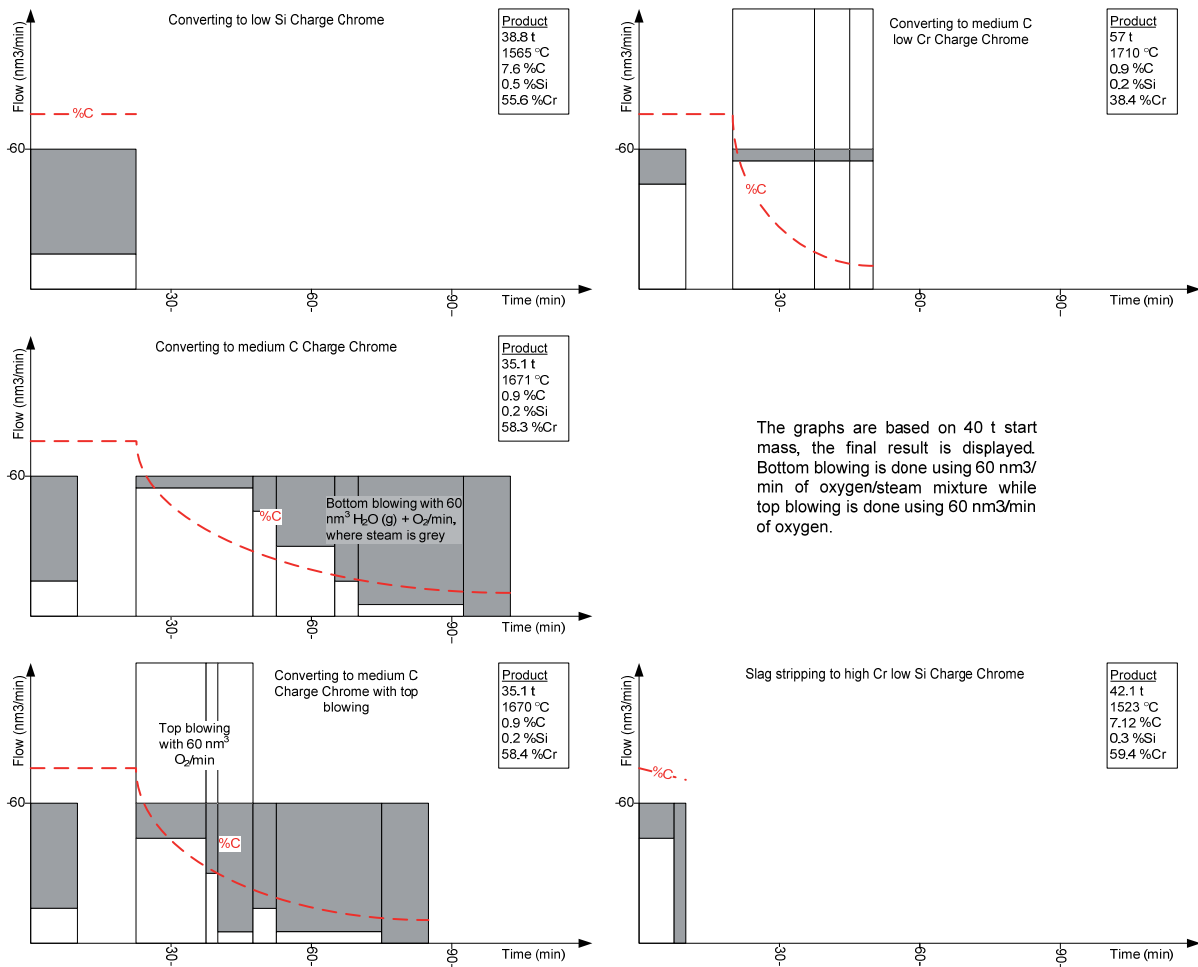 Converting to low Si Charge Chrome
Product
38.8 t
1565 °C
7.6 %C
0.5 %Si
55.6 %Cr
Flow (nm3/min)
%C
-60
-30
-60
-90
Time (min)
Converting to medium C
low Cr Charge Chrome
Product
57 t
1710 °C
0.9 %C
0.2 %Si
38.4 %Cr
Flow (nm3/min)
-60
%C
-30
-60
-90
Time (min)
Converting to medium C Charge Chrome
Product
35.1 t
1671 °C
0.9 %C
0.2 %Si
58.3 %Cr
Flow (nm3/min)
-60
Bottom blowing with 60
nm³ H₂O (g) + O₂/min,
where steam is grey
%C
-30
-60
-90
Time (min)
The graphs are based on 40 t start
mass, the final result is displayed.
Bottom blowing is done using 60 nm3/
min of oxygen/steam mixture while
top blowing is done using 60 nm3/min
of oxygen.
Converting to medium C
Charge Chrome with top
blowing
Product
35.1 t
1670 °C
0.9 %C
0.2 %Si
58.4 %Cr
Flow (nm3/min)
Top blowing
with 60 nm³
O₂/min
-60
%C
-30
-60
-90
Time (min)
Slag stripping to high Cr low Si Charge Chrome
Product
42.1 t
1523 °C
7.12 %C
0.3 %Si
59.4 %Cr
Flow (nm3/min)
%C
-60
-30
-60
-90
Time (min)